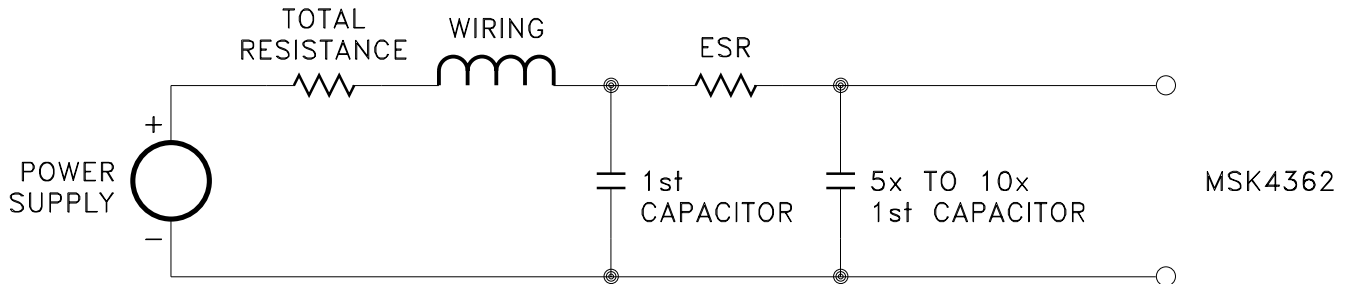 TOTAL
RESISTANCE
WIRING
ESR
+
POWER
SUPPLY
−
1st
CAPACITOR
5x TO 10x
1st CAPACITOR
MSK4362